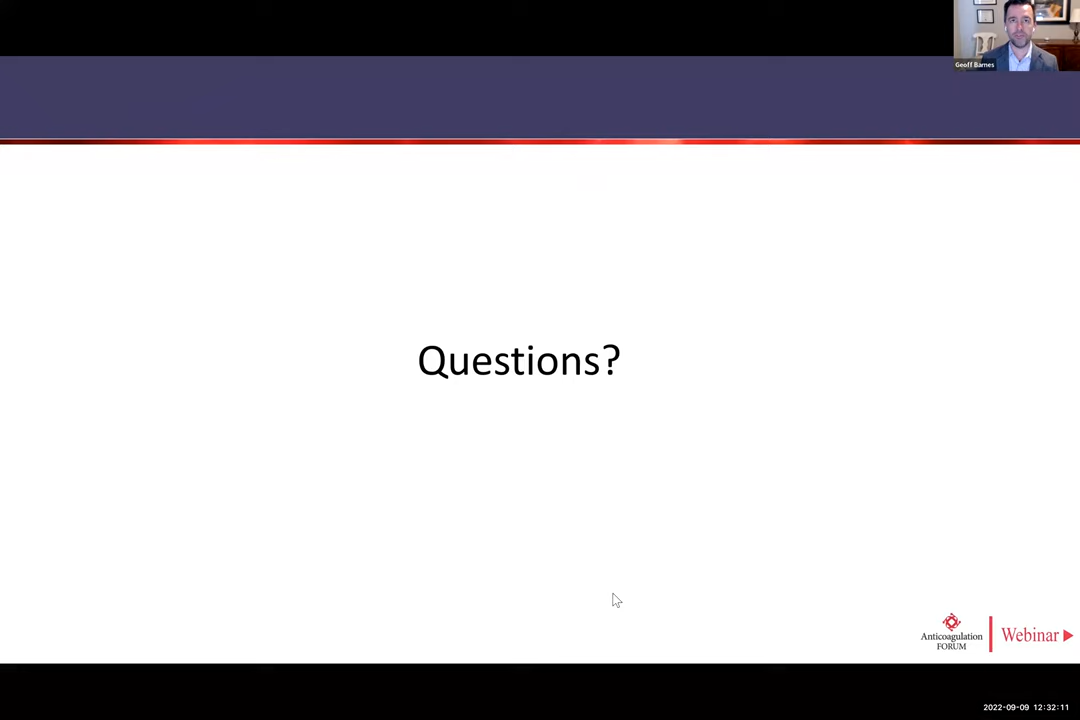 Geoff Barnes
Questions?
Anticoagulation
FORUM
Webinar
2022-09-09 12:32:11